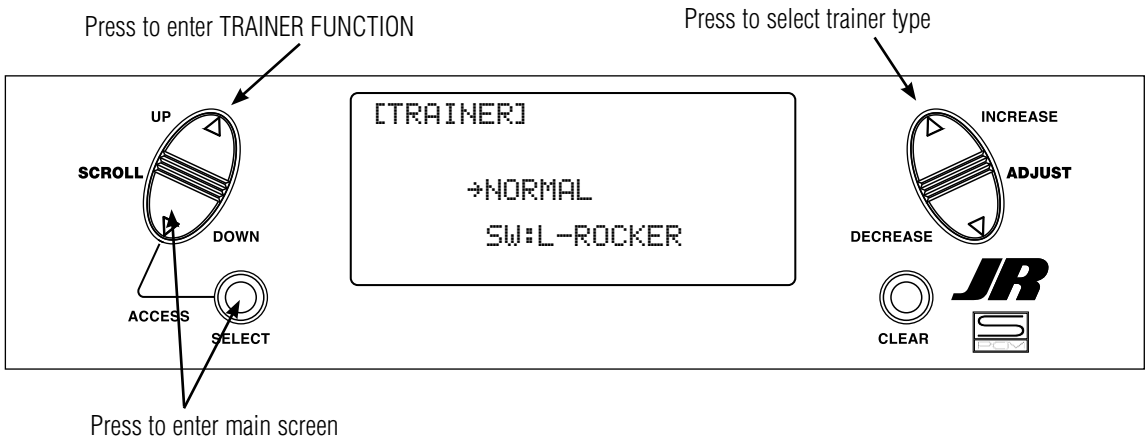 Press to enter TRAINER FUNCTION
Press to select trainer type
UP
SCROLL
DOWN
ACCESS
SELECT
[TRAINER]
→NORMAL
SW:L-ROCKER
INCREASE
ADJUST
DECREASE
CLEAR
JR
S
PCM
Press to enter main screen